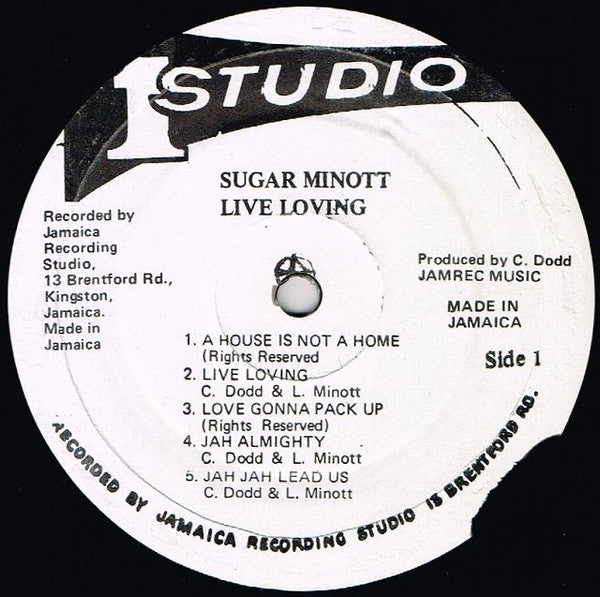 1 STUDIO
SUGAR MINOTT
LIVE LOVING
Recorded by
Jamaica
Recording
Studio,
13 Brentford Rd.,
Kingston,
Jamaica.
Made in
Jamaica
Produced by C. Dodd
JAMREC MUSIC
MADE IN
JAMAICA
Side 1
1. A HOUSE IS NOT A HOME
(Rights Reserved
2. LIVE LOVING
C. Dodd & L. Minott
3. LOVE GONNA PACK UP
(Rights Reserved)
4. JAH ALMIGHTY
C. Dodd & L. Minott
5. JAH JAH LEAD US
C. Dodd & L. Minott
RECORDED BY JAMAICA RECORDING STUDIO 13 BRENTFORD RD.